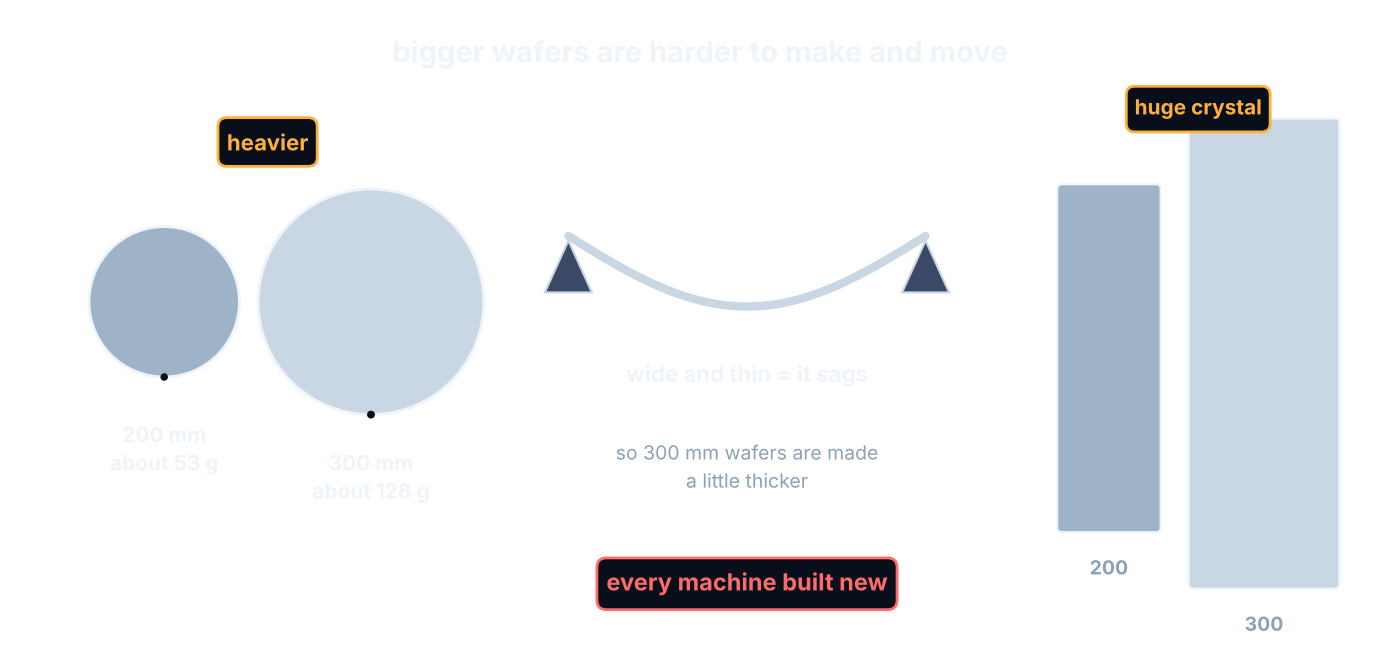 bigger wafers are harder to make and move
heavier
200 mm
about 53 g
300 mm
about 128 g
wide and thin = it sags
so 300 mm wafers are made
a little thicker
every machine built new
huge crystal
200
300